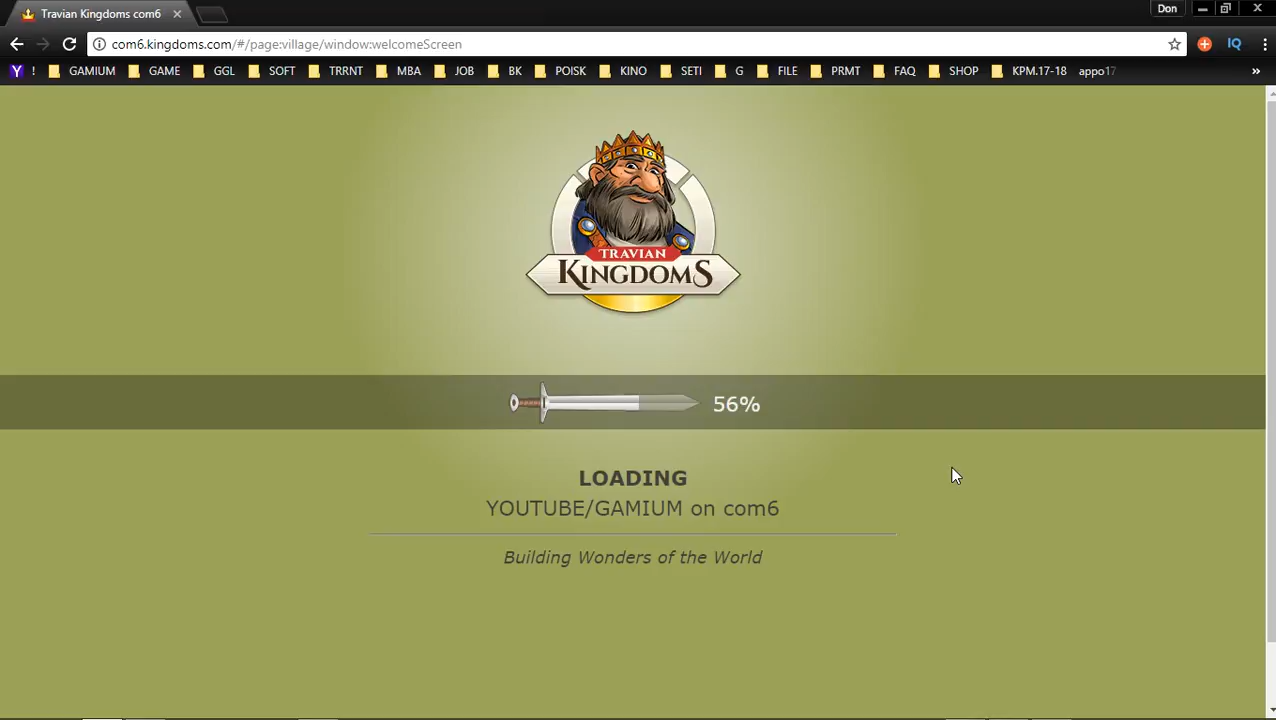 Travian Kingdoms com6
Don
com6.kingdoms.com/#/page:village/window:welcomeScreen
IQ
Y ! GAMIUM GAME GGL SOFT TRRNT MBA JOB BK POISK KINO SETI G FILE PRMT FAQ SHOP KPM.17-18 appo17 »
TRAVIAN
KINGDOMS
56%
LOADING
YOUTUBE/GAMIUM on com6
Building Wonders of the World